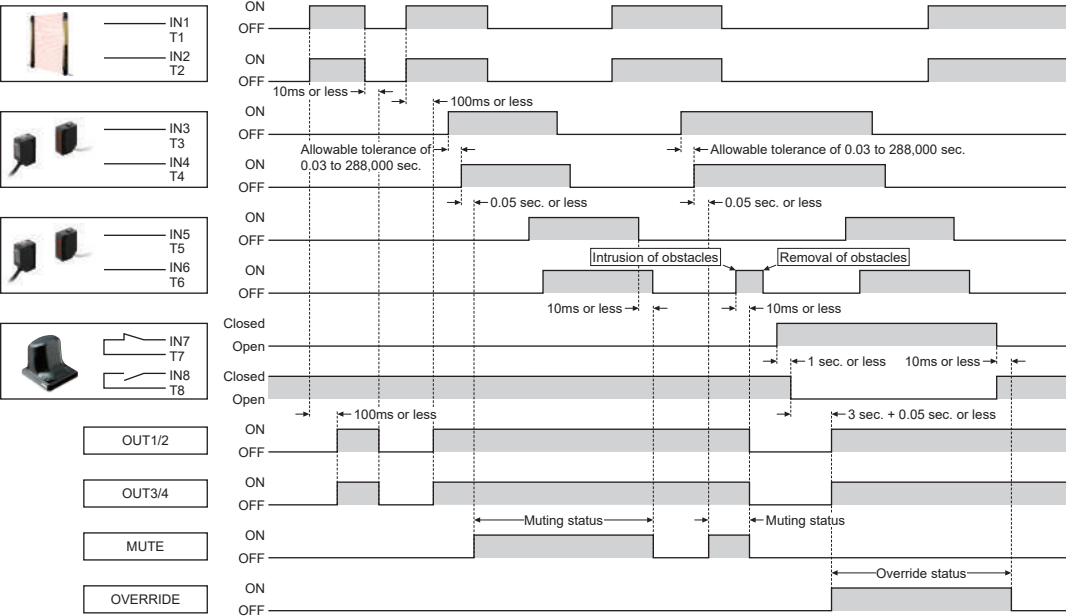 ON
IN1
OFF
T1
IN2
ON
T2
OFF
10ms or less
100ms or less
ON
IN3
OFF
T3
Allowable tolerance of
0.03 to 288,000 sec.
Allowable tolerance of 0.03 to 288,000 sec.
IN4
ON
T4
OFF
0.05 sec. or less
0.05 sec. or less
ON
IN5
OFF
T5
Intrusion of obstacles
Removal of obstacles
IN6
ON
T6
OFF
10ms or less
10ms or less
Closed
IN7
Open
T7
1 sec. or less
10ms or less
IN8
Closed
T8
Open
100ms or less
3 sec. + 0.05 sec. or less
OUT1/2
ON
OFF
OUT3/4
ON
OFF
Muting status
Muting status
MUTE
ON
OFF
Override status
OVERRIDE
ON
OFF